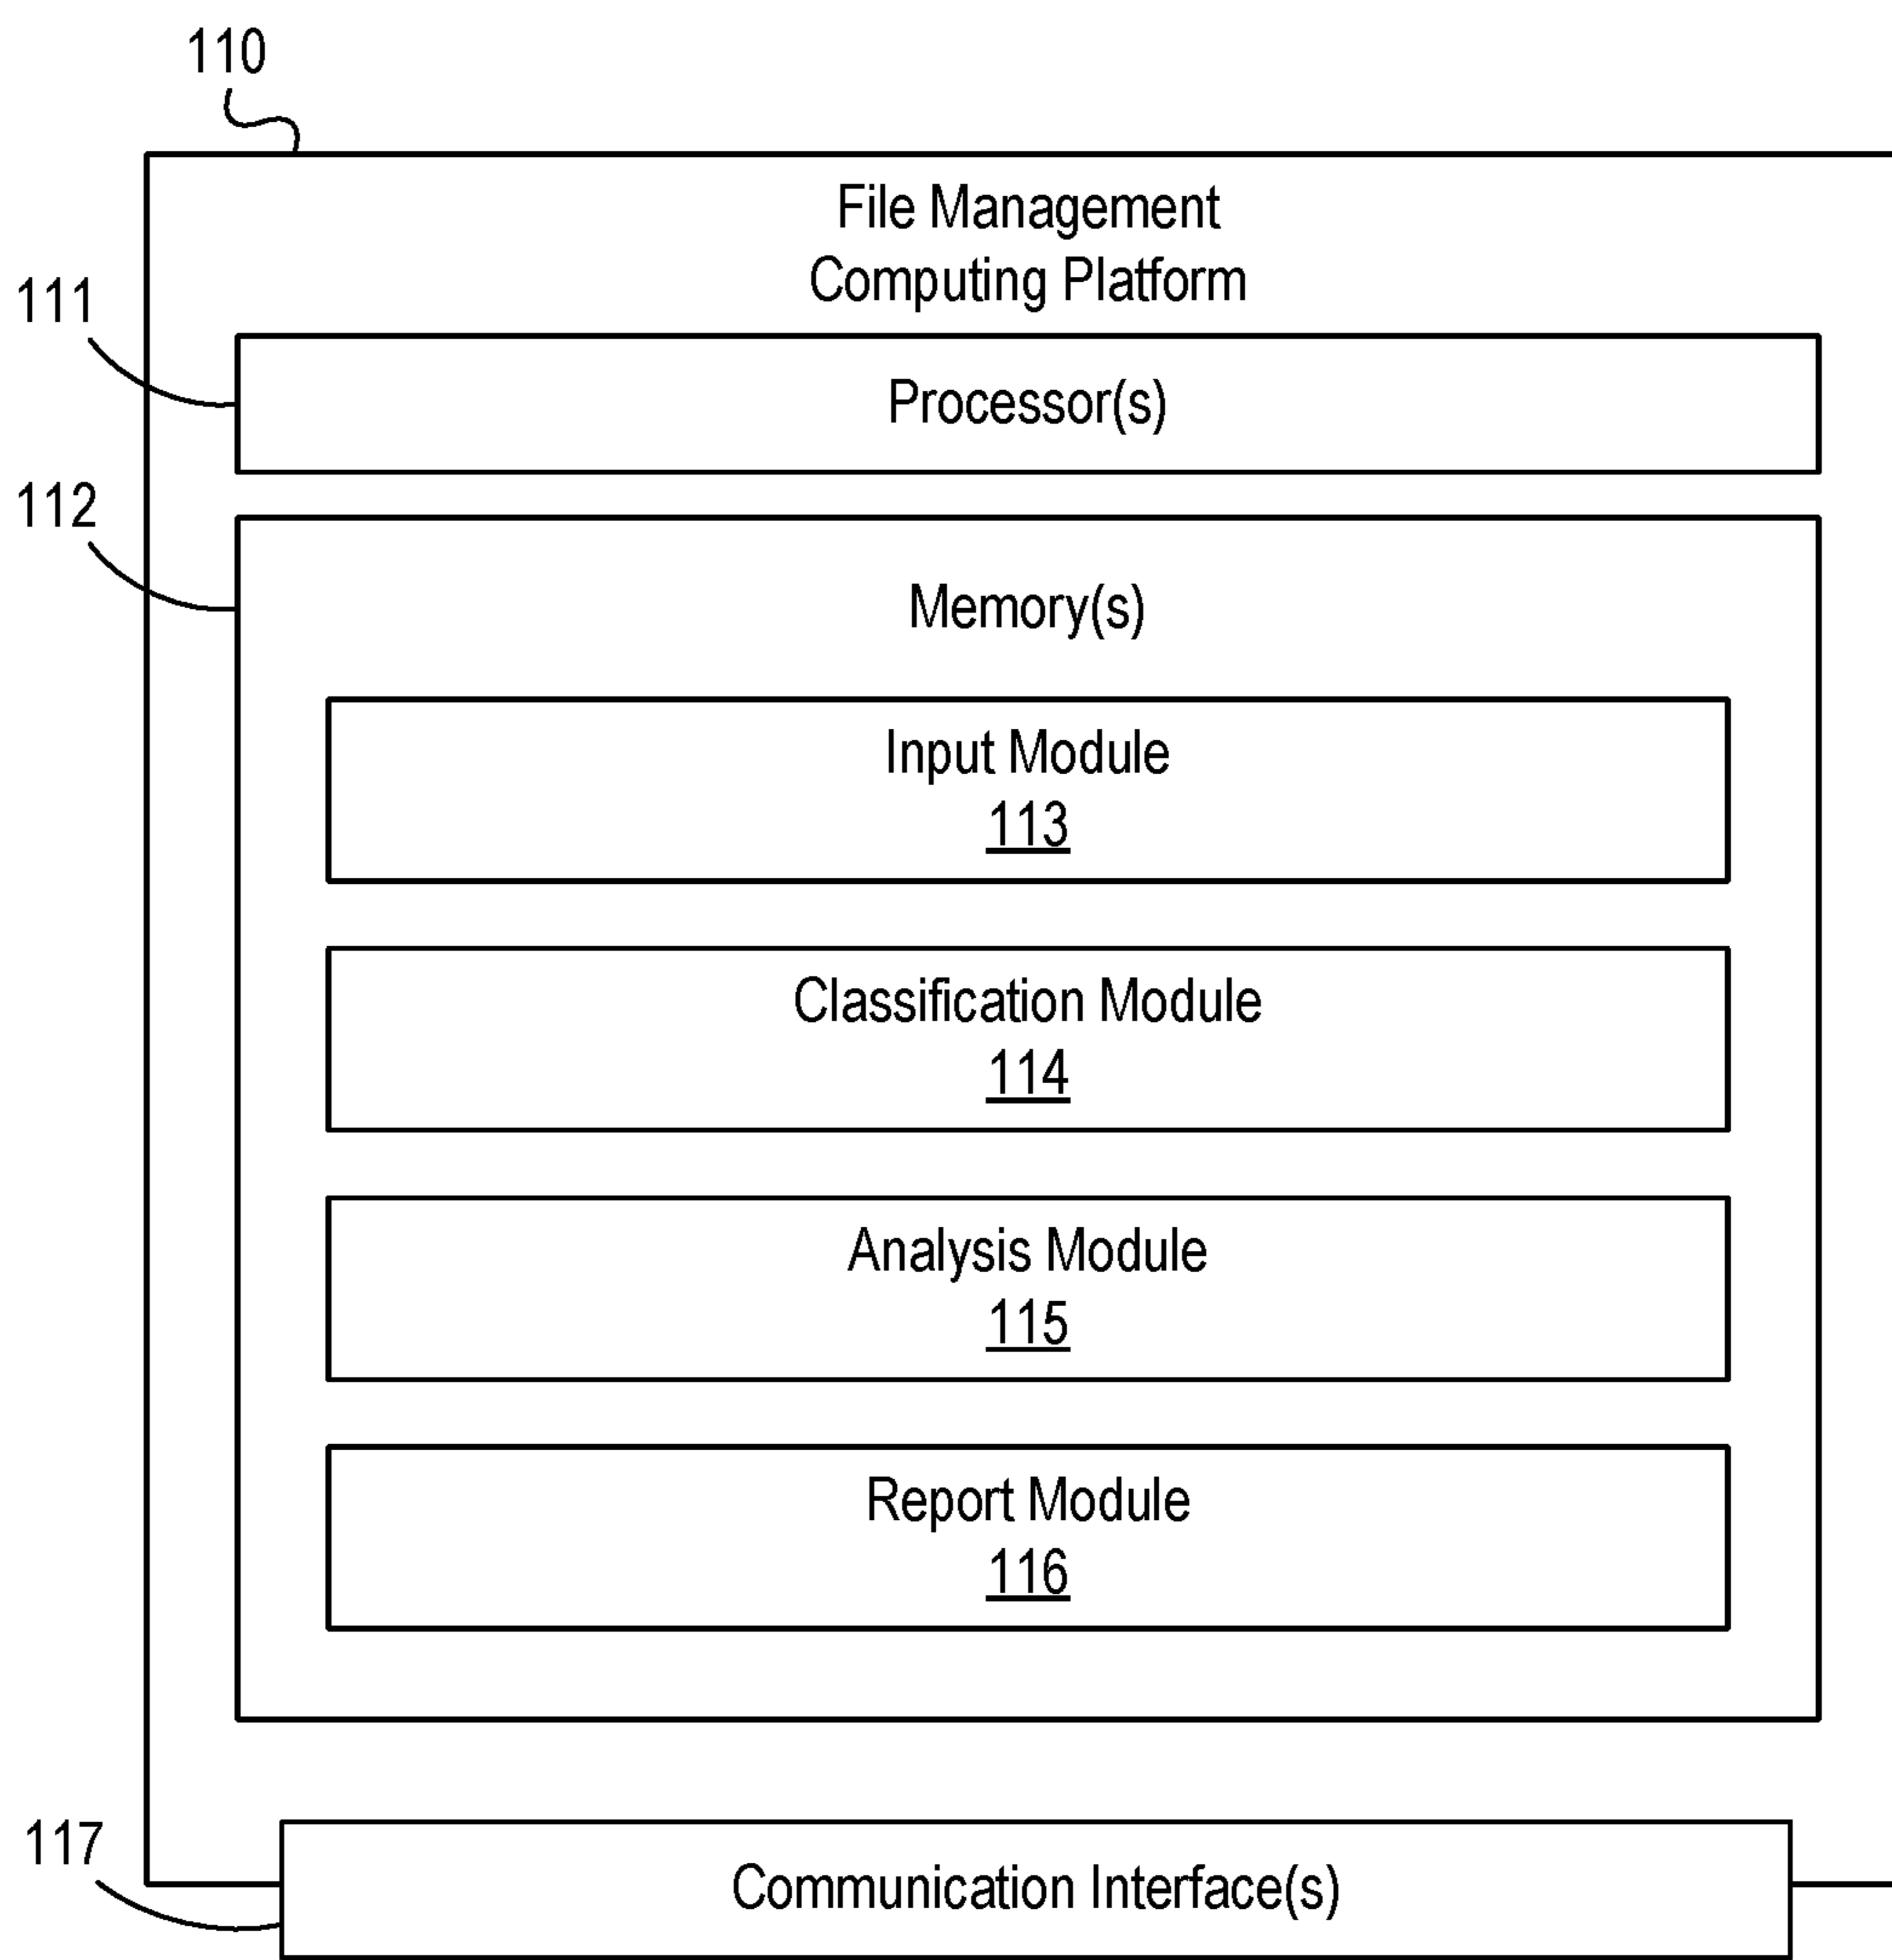 110
File Management
Computing Platform
111
Processor(s)
112
Memory(s)
Input Module
113
Classification Module
114
Analysis Module
115
Report Module
116
117
Communication Interface(s)